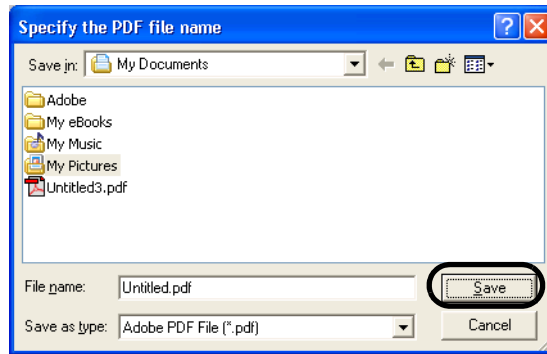 Specify the PDF file name
Save in: My Documents
Adobe
My eBooks
My Music
My Pictures
Untitled3.pdf
File name: Untitled.pdf Save
Save as type: Adobe PDF File (*.pdf) Cancel